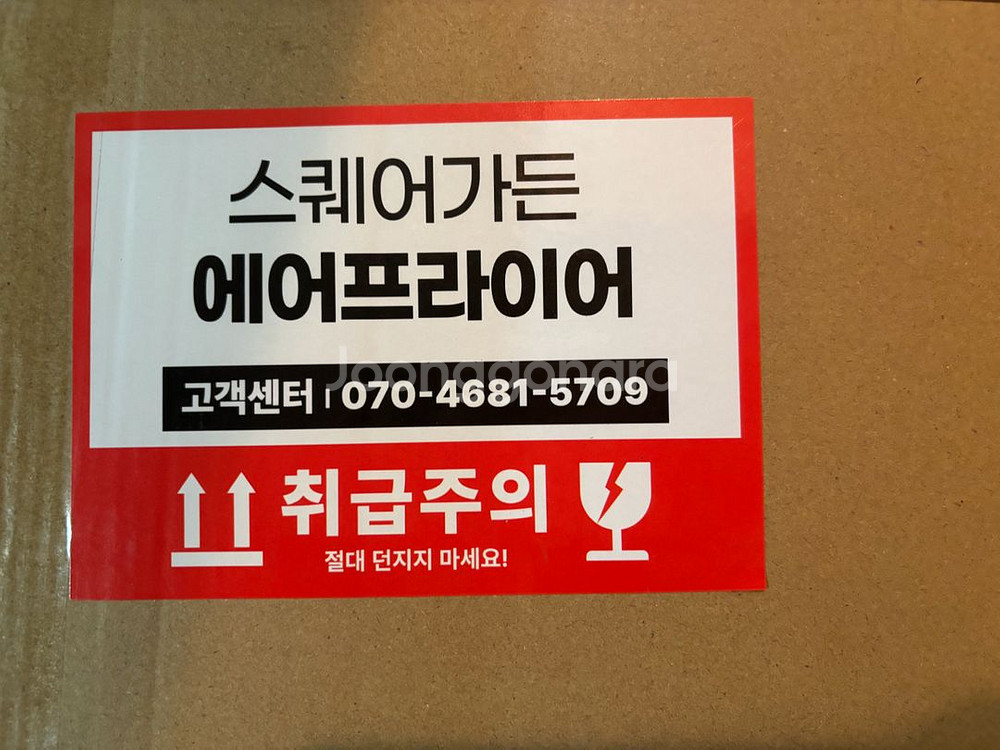 스퀘어가든
에어프라이어
Joonggonara
고객센터 | 070-4681-5709
취급주의
절대 던지지 마세요!